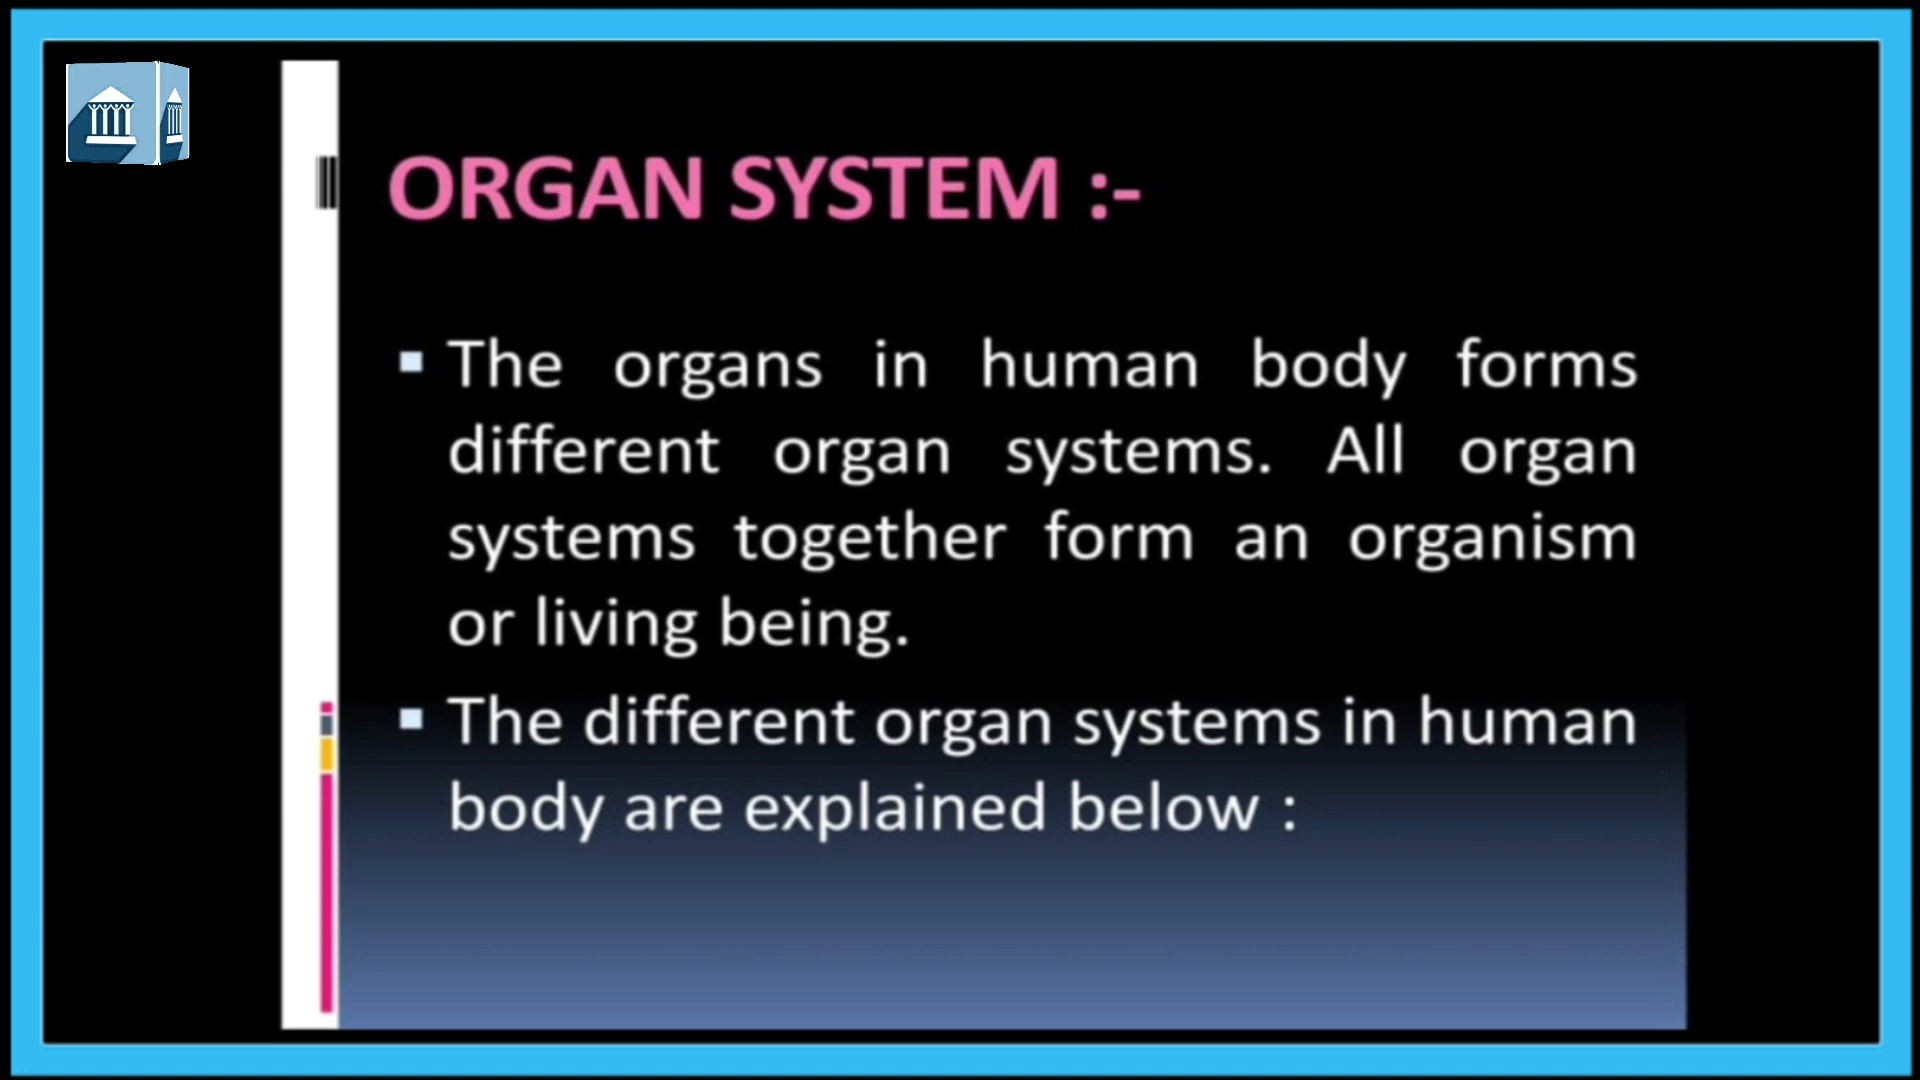 ORGAN SYSTEM :-
The organs in human body forms
different organ systems. All organ
systems together form an organism
or living being.
The different organ systems in human
body are explained below :